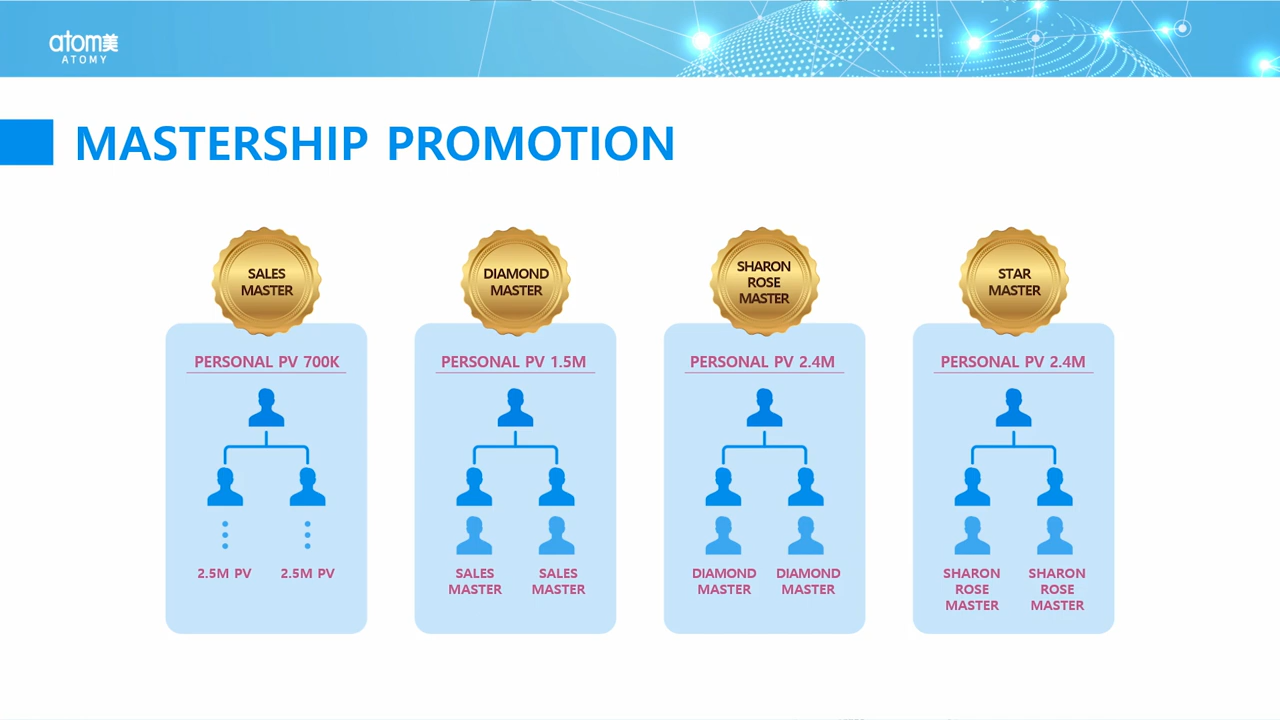 atom美
ATOMY
MASTERSHIP PROMOTION
SALES
MASTER
PERSONAL PV 700K
2.5M PV 2.5M PV
DIAMOND
MASTER
PERSONAL PV 1.5M
SALES
MASTER
SALES
MASTER
SHARON
ROSE
MASTER
PERSONAL PV 2.4M
DIAMOND
MASTER
DIAMOND
MASTER
STAR
MASTER
PERSONAL PV 2.4M
SHARON
ROSE
MASTER
SHARON
ROSE
MASTER